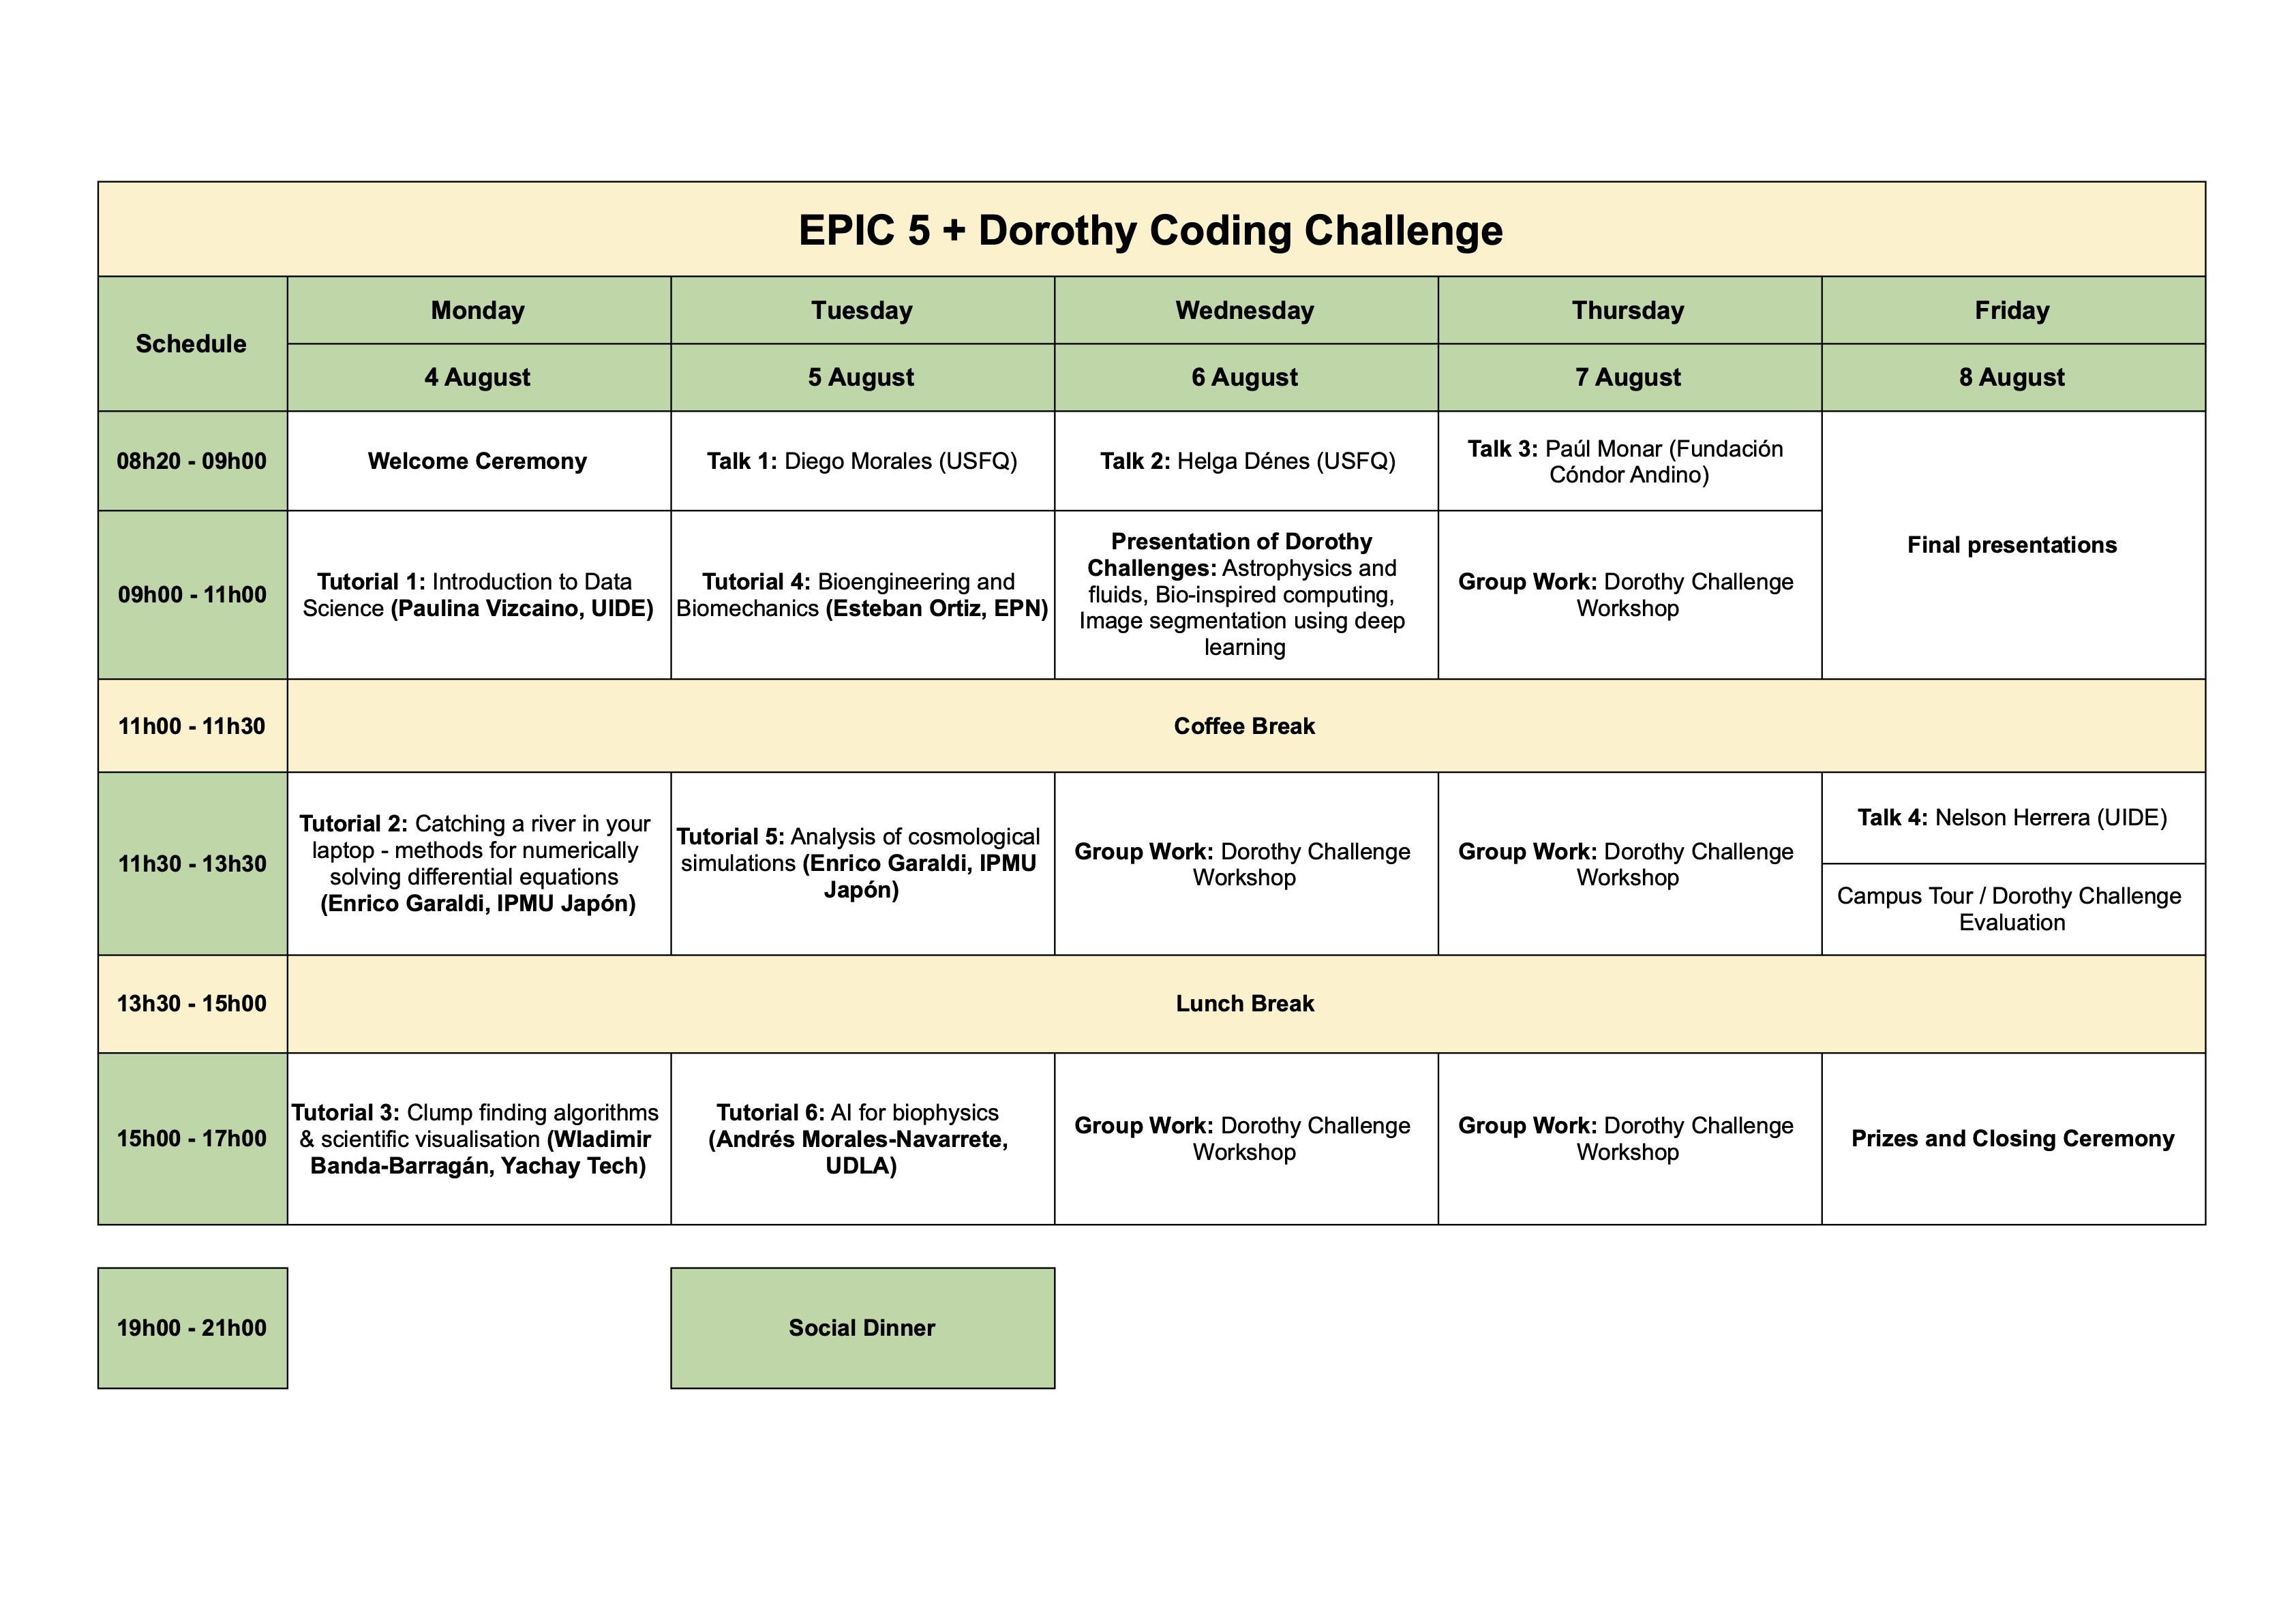 EPIC 5 + Dorothy Coding Challenge
Schedule
Monday
Tuesday
Wednesday
Thursday
Friday
4 August
5 August
6 August
7 August
8 August
08h20 - 09h00
Welcome Ceremony
Talk 1: Diego Morales (USFQ)
Talk 2: Helga Dénes (USFQ)
Talk 3: Paúl Monar (Fundación
Cóndor Andino)
Final presentations
09h00 - 11h00
Tutorial 1: Introduction to Data
Science (Paulina Vizcaino, UIDE)
Tutorial 4: Bioengineering and
Biomechanics (Esteban Ortiz, EPN)
Presentation of Dorothy
Challenges: Astrophysics and
fluids, Bio-inspired computing,
Image segmentation using deep
learning
Group Work: Dorothy Challenge
Workshop
11h00 - 11h30
Coffee Break
11h30 - 13h30
Tutorial 2: Catching a river in your
laptop - methods for numerically
solving differential equations
(Enrico Garaldi, IPMU Japón)
Tutorial 5: Analysis of cosmological
simulations (Enrico Garaldi, IPMU
Japón)
Group Work: Dorothy Challenge
Workshop
Group Work: Dorothy Challenge
Workshop
Talk 4: Nelson Herrera (UIDE)
Campus Tour / Dorothy Challenge
Evaluation
13h30 - 15h00
Lunch Break
15h00 - 17h00
Tutorial 3: Clump finding algorithms
& scientific visualisation (Wladimir
Banda-Barragán, Yachay Tech)
Tutorial 6: AI for biophysics
(Andrés Morales-Navarrete,
UDLA)
Group Work: Dorothy Challenge
Workshop
Group Work: Dorothy Challenge
Workshop
Prizes and Closing Ceremony
19h00 - 21h00
Social Dinner